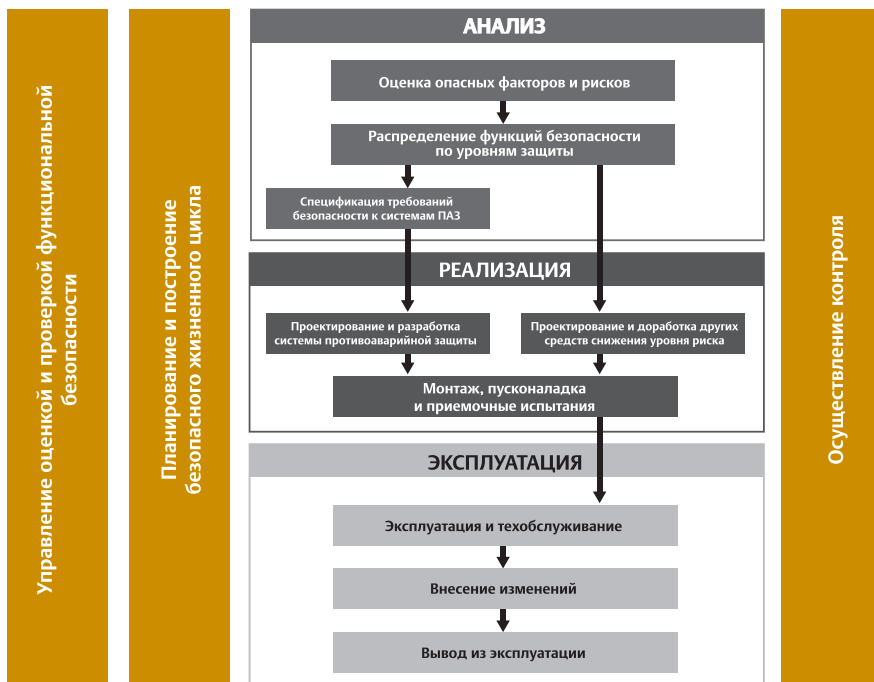 Управление оценкой и проверкой функциональной
безопасности
Планирование и построение
безопасного жизненного цикла
АНАЛИЗ
Оценка опасных факторов и рисков
Распределение функций безопасности
по уровням защиты
Спецификация требований
безопасности к системам ПАЗ
РЕАЛИЗАЦИЯ
Проектирование и разработка
системы противоаварийной защиты
Проектирование и доработка других
средств снижения уровня риска
Монтаж, пусконаладка
и приемочные испытания
ЭКСПЛУАТАЦИЯ
Эксплуатация и техобслуживание
Внесение изменений
Вывод из эксплуатации
Осуществление контроля